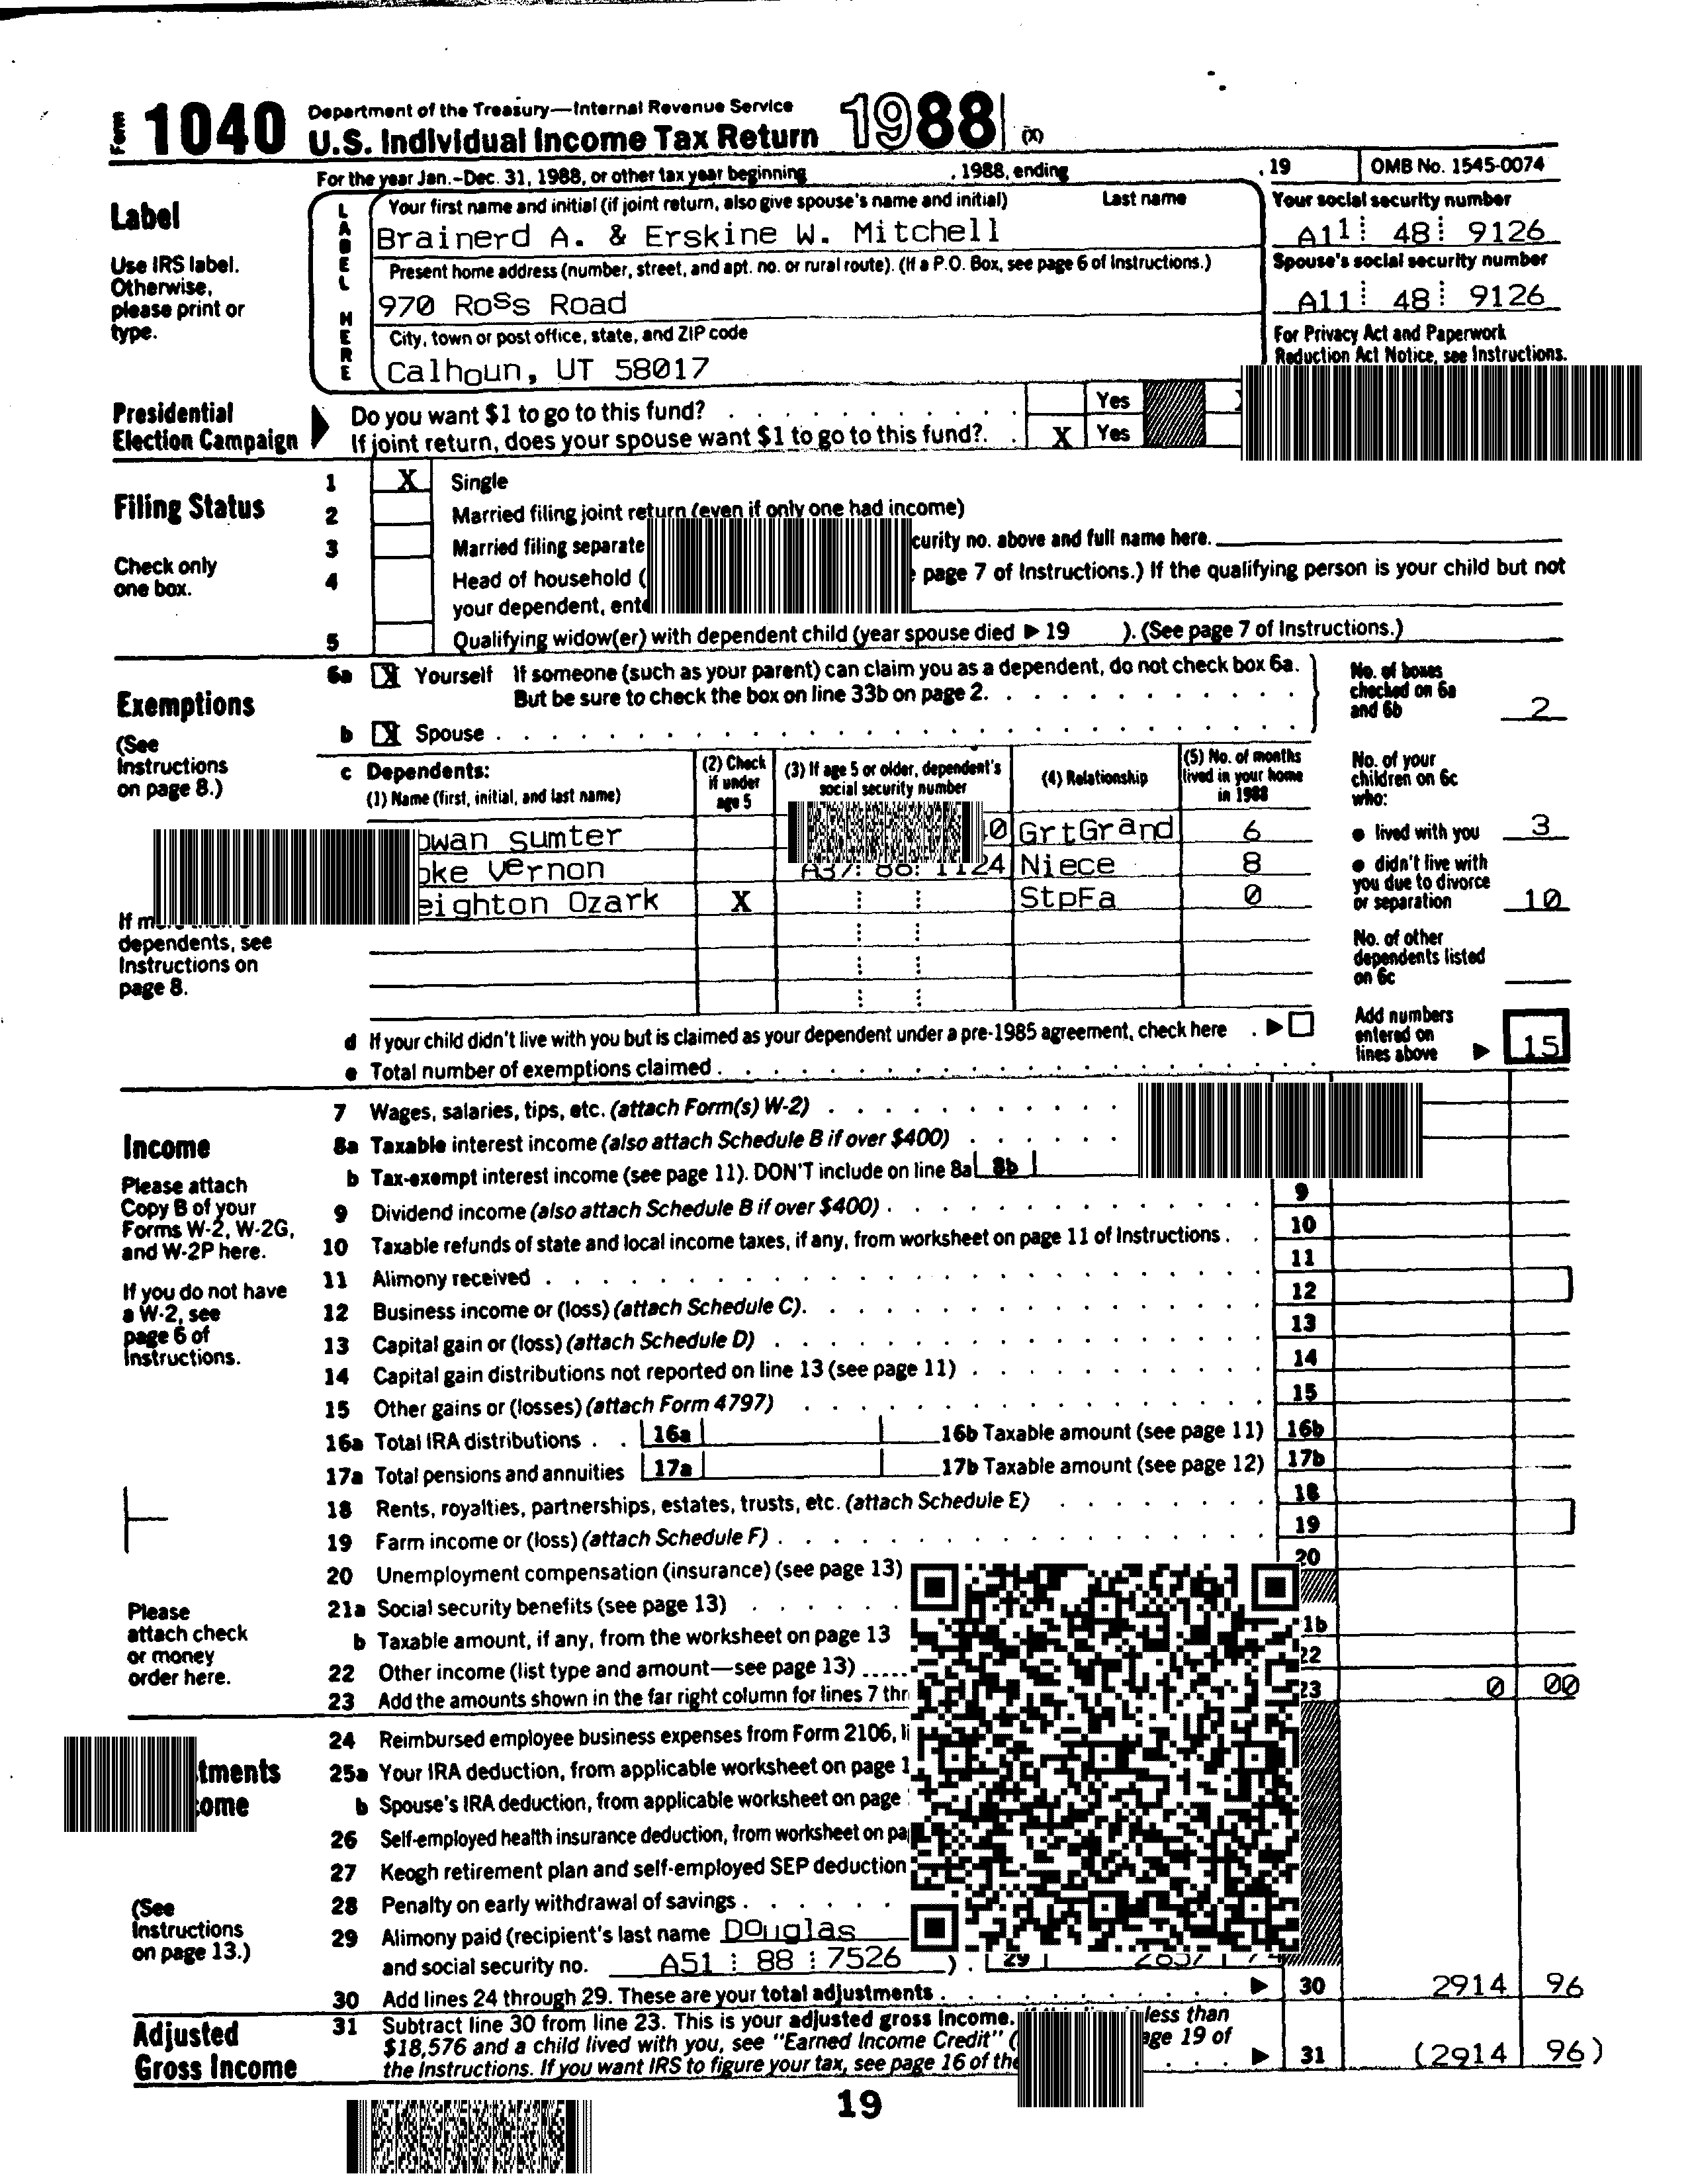 Form 1040 Department of the Treasury—Internal Revenue Service
U.S. Individual Income Tax Return 1988 (X)
For the year Jan.-Dec. 31, 1988, or other tax year beginning , 1988, ending , 19 OMB No. 1545-0074
Label
Use IRS label.
Otherwise,
please print or
type.
LABEL HERE
Your first name and initial (if joint return, also give spouse's name and initial) Last name
Brainerd A. & Erskine W. Mitchell
Your social security number
A11 48 9126
Present home address (number, street, and apt. no. or rural route). (If a P.O. Box, see page 6 of Instructions.)
970 Ross Road
Spouse's social security number
A11 48 9126
City, town or post office, state, and ZIP code
Calhoun, UT 58017
For Privacy Act and Paperwork
Reduction Act Notice, see Instructions.
Presidential
Election Campaign
Do you want $1 to go to this fund? Yes
If joint return, does your spouse want $1 to go to this fund? X Yes
Filing Status
Check only
one box.
1 X Single
2 Married filing joint return (even if only one had income)
3 Married filing separate curity no. above and full name here.
4 Head of household ( page 7 of Instructions.) If the qualifying person is your child but not
your dependent,
5 Qualifying widow(er) with dependent child (year spouse died ▶ 19 ). (See page 7 of Instructions.)
Exemptions
(See
Instructions
on page 8.)
6a X Yourself If someone (such as your parent) can claim you as a dependent, do not check box 6a.
But be sure to check the box on line 33b on page 2.
b X Spouse
No. of boxes
checked on 6a
and 6b 2
c Dependents:
(1) Name (first, initial, and last name)
(2) Check
if under
age 5
(3) If age 5 or older, dependent's
social security number
(4) Relationship
(5) No. of months
lived in your home
in 1988
owan Sumter 0 GrtGrand 6
oke Vernon A37: 88: 1124 Niece 8
eighton Ozark X StpFa 0
If
dependents, see
Instructions on
page 8.
No. of your
children on 6c
who:
● lived with you 3
● didn't live with
you due to divorce
or separation 10
No. of other
dependents listed
on 6c
d If your child didn't live with you but is claimed as your dependent under a pre-1985 agreement, check here ▶
e Total number of exemptions claimed
Add numbers
entered on
lines above ▶ 15
Income
Please attach
Copy B of your
Forms W-2, W-2G,
and W-2P here.
If you do not have
a W-2, see
page 6 of
Instructions.
Please
attach check
or money
order here.
7 Wages, salaries, tips, etc. (attach Form(s) W-2)
8a Taxable interest income (also attach Schedule B if over $400)
b Tax-exempt interest income (see page 11). DON'T include on line 8a 8b
9 Dividend income (also attach Schedule B if over $400) 9
10 Taxable refunds of state and local income taxes, if any, from worksheet on page 11 of Instructions 10
11 Alimony received 11
12 Business income or (loss) (attach Schedule C) 12
13 Capital gain or (loss) (attach Schedule D) 13
14 Capital gain distributions not reported on line 13 (see page 11) 14
15 Other gains or (losses) (attach Form 4797) 15
16a Total IRA distributions 16a 16b Taxable amount (see page 11) 16b
17a Total pensions and annuities 17a 17b Taxable amount (see page 12) 17b
18 Rents, royalties, partnerships, estates, trusts, etc. (attach Schedule E) 18
19 Farm income or (loss) (attach Schedule F) 19
20 Unemployment compensation (insurance) (see page 13) 20
21a Social security benefits (see page 13)
b Taxable amount, if any, from the worksheet on page 13 1b
22 Other income (list type and amount—see page 13) 22
23 Add the amounts shown in the far right column for lines 7 23 0 00
tments
ome
(See
Instructions
on page 13.)
24 Reimbursed employee business expenses from Form 2106,
25a Your IRA deduction, from applicable worksheet on page
b Spouse's IRA deduction, from applicable worksheet on page
26 Self-employed health insurance deduction, from worksheet on
27 Keogh retirement plan and self-employed SEP deduction
28 Penalty on early withdrawal of savings
29 Alimony paid (recipient's last name Douglas
and social security no. A51 88 7526 ). 29
30 Add lines 24 through 29. These are your total adjustments ▶ 30 2914 96
Adjusted
Gross Income
31 Subtract line 30 from line 23. This is your adjusted gross income. less than
$18,576 and a child lived with you, see "Earned Income Credit" ( age 19 of
the Instructions. If you want IRS to figure your tax, see page 16 of the ▶ 31 (2914 96)
19